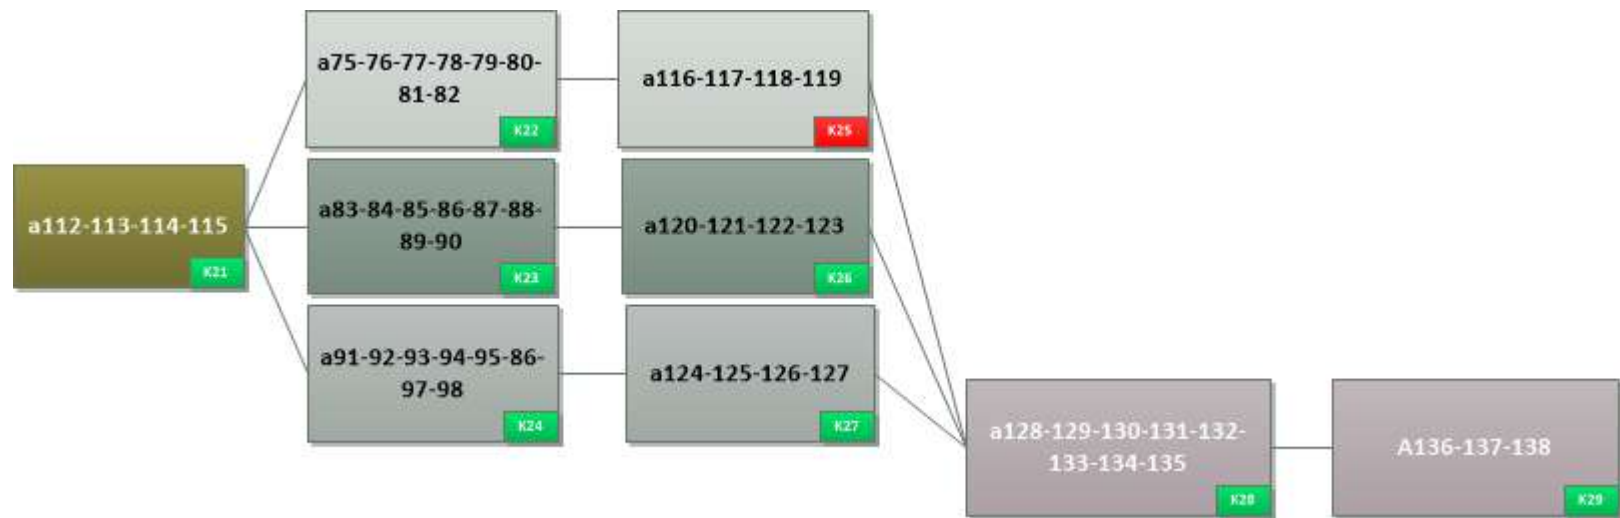 a75-76-77-78-79-80-
81-82
K22
a116-117-118-119
K25
a112-113-114-115
K21
a83-84-85-86-87-88-
89-90
K23
a120-121-122-123
K26
a91-92-93-94-95-86-
97-98
K24
a124-125-126-127
K27
a128-129-130-131-132-
133-134-135
K28
A136-137-138
K29